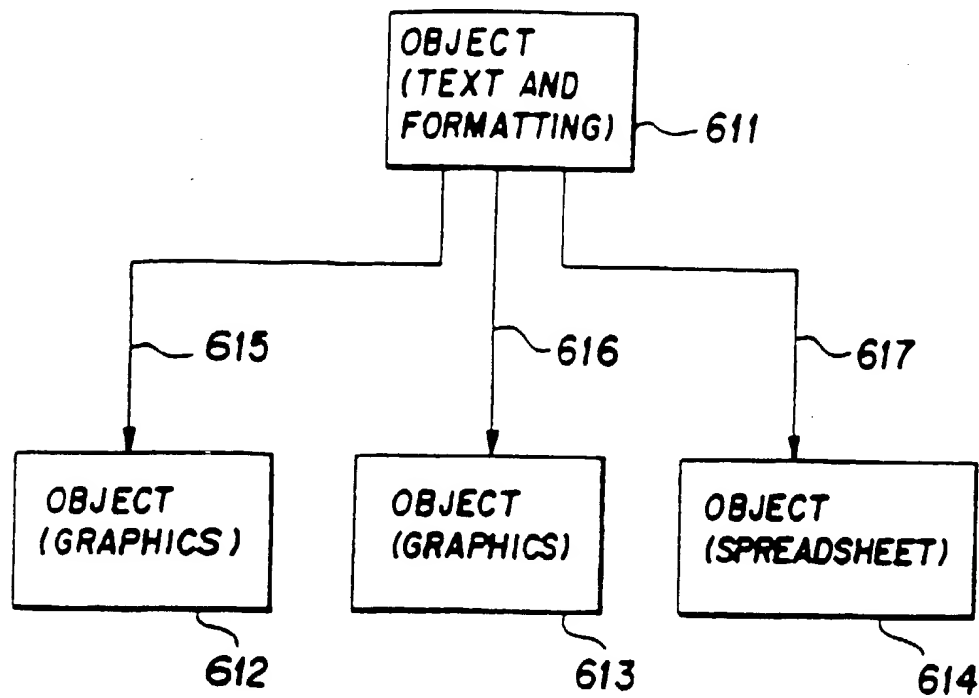 OBJECT
(TEXT AND
FORMATTING)
611
615
616
617
OBJECT
(GRAPHICS)
OBJECT
(GRAPHICS)
OBJECT
(SPREADSHEET)
612
613
614